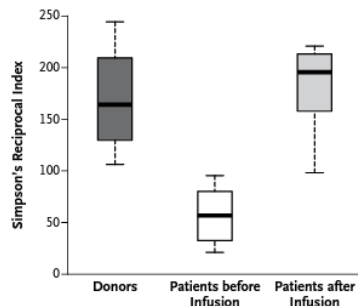 Simpson's Reciprocal Index
250
200
150
100
50
0
Donors
Patients before
Infusion
Patients after
Infusion